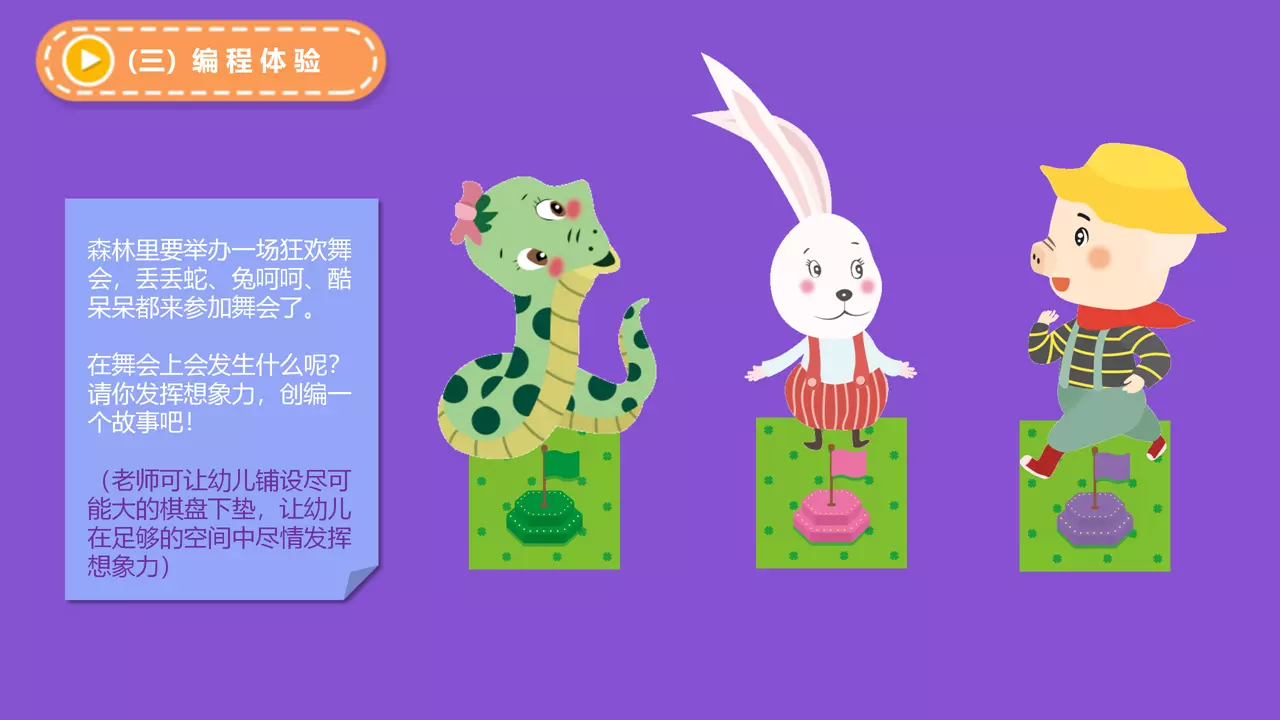 (三) 编程体验
森林里要举办一场狂欢舞
会，丢丢蛇、兔呵呵、酷
呆呆都来参加舞会了。
在舞会上会发生什么呢？
请你发挥想象力，创编一
个故事吧！
（老师可让幼儿铺设尽可
能大的棋盘下垫，让幼儿
在足够的空间中尽情发挥
想象力）